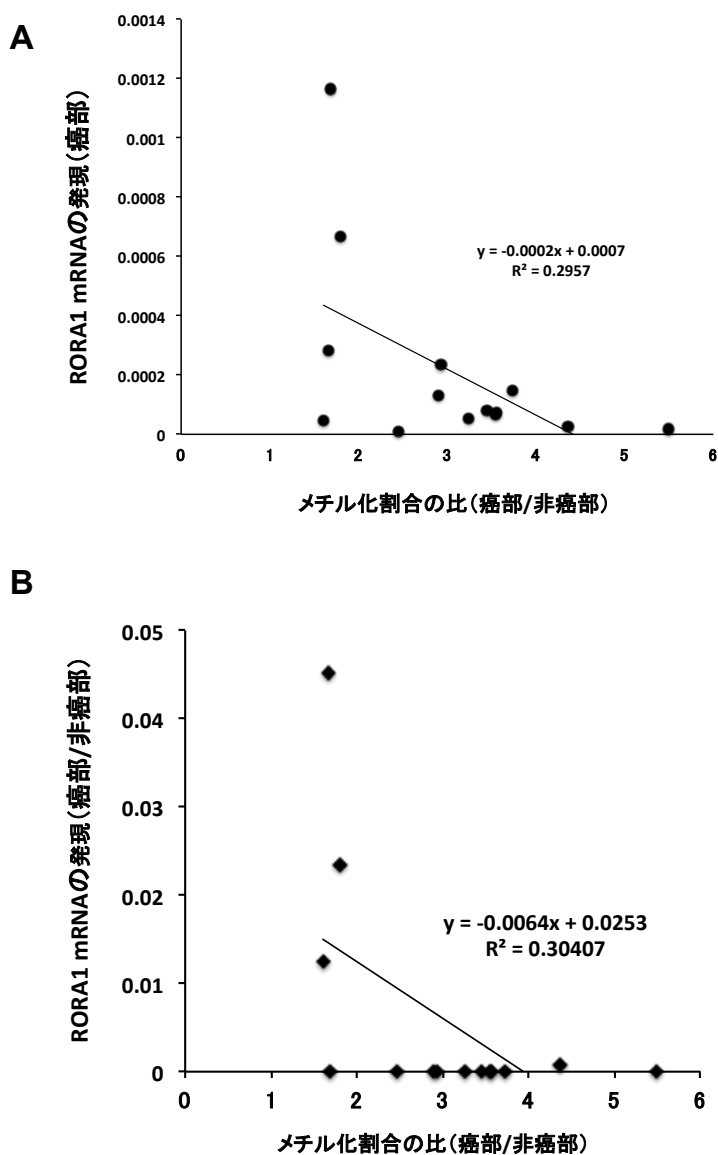 A
RORA1 mRNAの発現(癌部)
0.0014
0.0012
0.001
0.0008
0.0006
0.0004
0.0002
0
y = -0.0002x + 0.0007
R² = 0.2957
0 1 2 3 4 5 6
メチル化割合の比(癌部/非癌部)
B
RORA1 mRNAの発現(癌部/非癌部)
0.05
0.04
0.03
0.02
0.01
0
y = -0.0064x + 0.0253
R² = 0.30407
0 1 2 3 4 5 6
メチル化割合の比(癌部/非癌部)